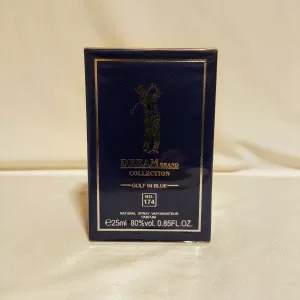 DREAM BRAND
COLLECTION
GOLF IN BLUE
NO.
174
NATURAL SPRAY VAPORISATEUR
PARFUM
℮25ml 80%vol. 0.85FL.OZ.